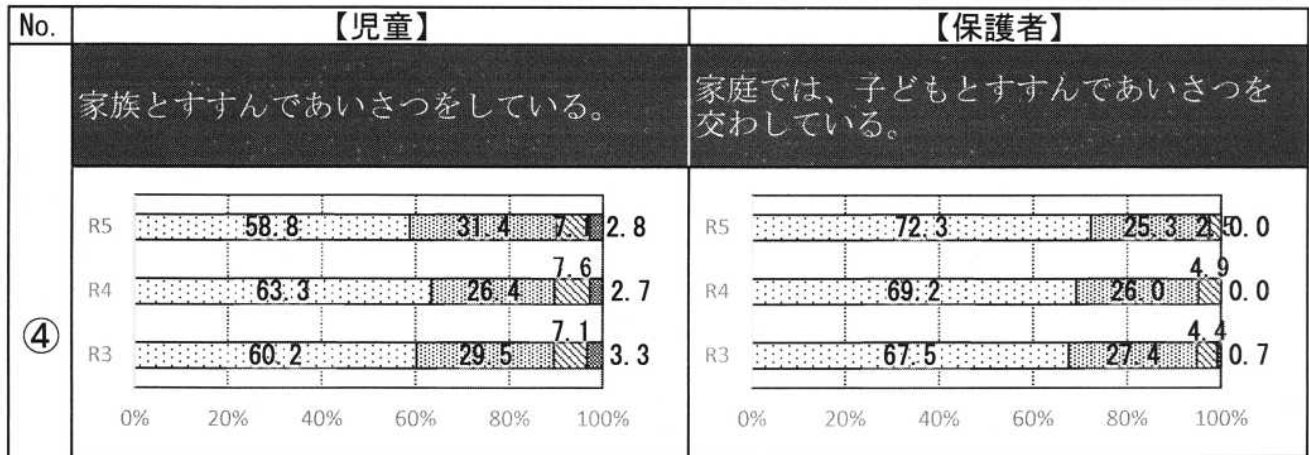 No. 【児童】 【保護者】
④
家族とすすんであいさつをしている。
家庭では、子どもとすすんであいさつを
交わしている。
R5 58.8 31.4 2.8
7.6
R4 63.3 26.4 2.7
7.1
R3 60.2 29.5 3.3
0% 20% 40% 60% 80% 100%
R5 72.3 25.3 2.5 0.0
4.9
R4 69.2 26.0 0.0
4.4
R3 67.5 27.4 0.7
0% 20% 40% 60% 80% 100%